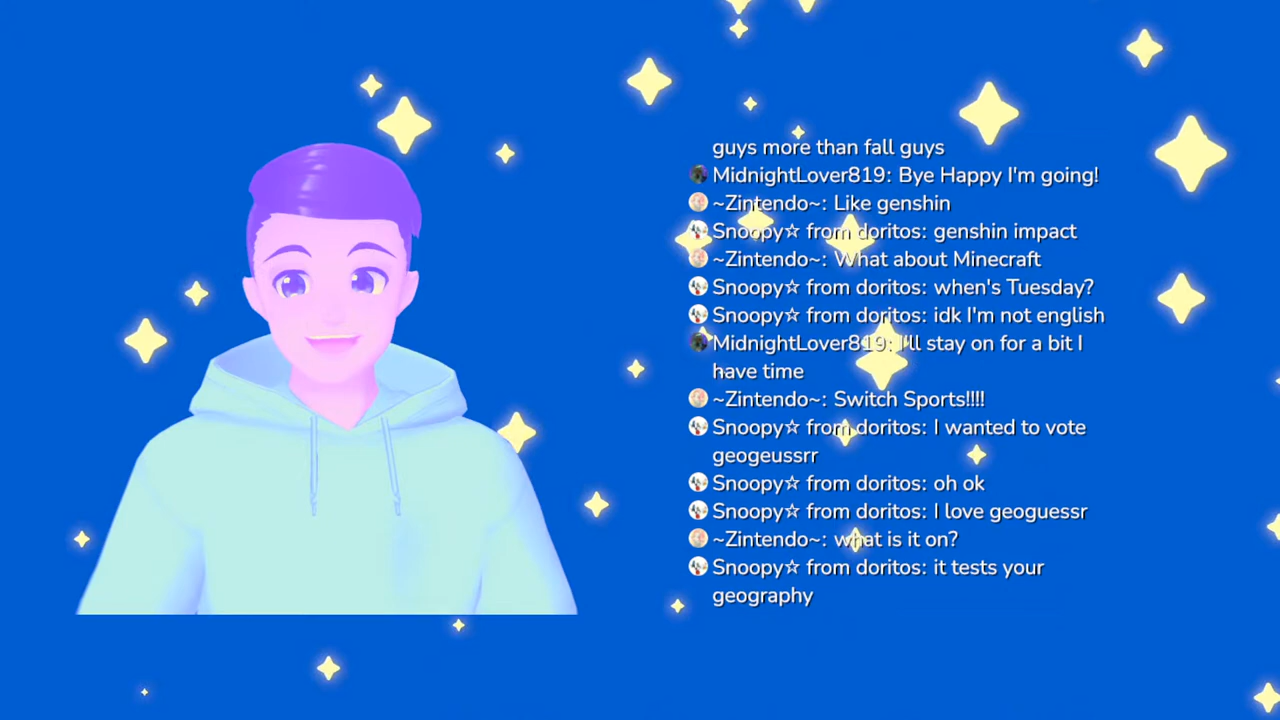 guys more than fall guys
MidnightLover819: Bye Happy I'm going!
~Zintendo~: Like genshin
Snoopy☆ from doritos: genshin impact
~Zintendo~: What about Minecraft
Snoopy☆ from doritos: when's Tuesday?
Snoopy☆ from doritos: idk I'm not english
MidnightLover819: I'll stay on for a bit I
have time
~Zintendo~: Switch Sports!!!!
Snoopy☆ from doritos: I wanted to vote
geogeussrr
Snoopy☆ from doritos: oh ok
Snoopy☆ from doritos: I love geoguessr
~Zintendo~: what is it on?
Snoopy☆ from doritos: it tests your
geography